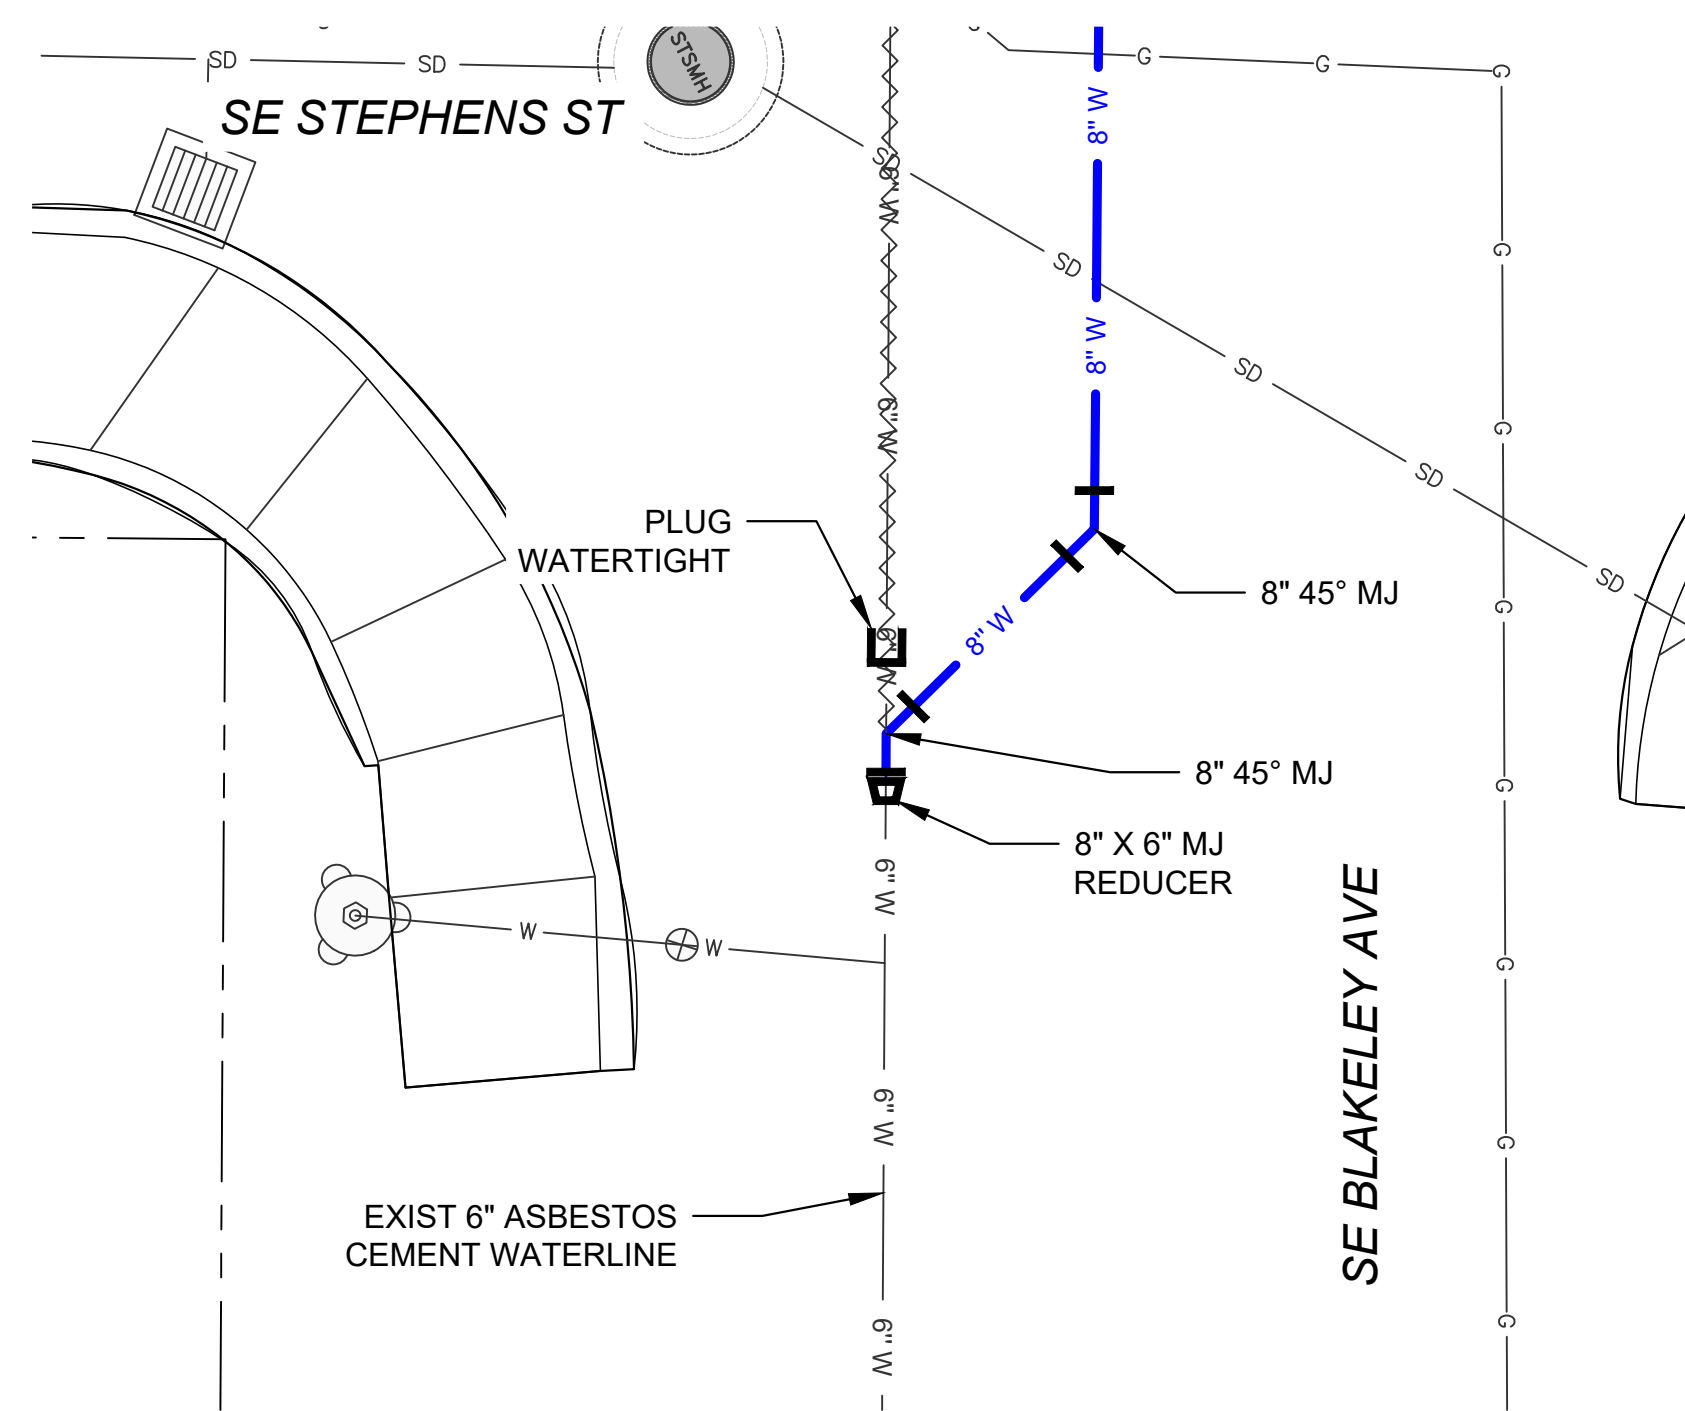 SD
SD
STSMH
G
G
G
SE STEPHENS ST
8" W
SD
6" W
SD
G
8" W
SD
6" W
G
SD
PLUG
WATERTIGHT
8" 45° MJ
SD
G
8" W
6" W
8" 45° MJ
G
8" X 6" MJ
REDUCER
6" W
W
W
G
SE BLAKELEY AVE
6" W
G
EXIST 6" ASBESTOS
CEMENT WATERLINE
6" W
G